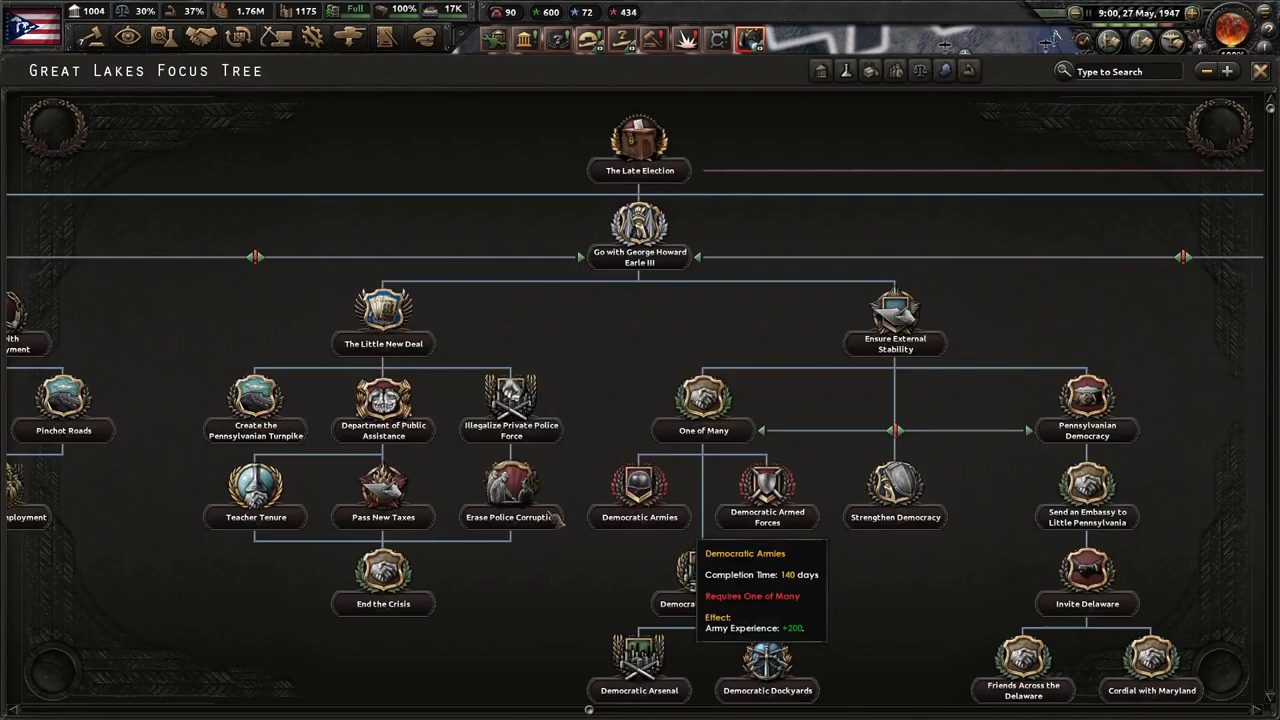 1004 30% 37% 1.76M 1175 Full 100% 17K 90 600 72 434 9:00, 27 May, 1947
Great Lakes Focus Tree
Type to Search
The Late Election
Go with George Howard
Earle III
The Little New Deal
Ensure External
Stability
Pinchot Roads
Create the
Pennsylvanian Turnpike
Department of Public
Assistance
Illegalize Private Police
Force
One of Many
Pennsylvanian
Democracy
Teacher Tenure
Pass New Taxes
Erase Police Corruptio
Democratic Armies
Democratic Armed
Forces
Strengthen Democracy
Send an Embassy to
Little Pennsylvania
Democratic Armies
Completion Time: 140 days
Requires One of Many
Effect:
Army Experience: +200.
End the Crisis
Invite Delaware
Democratic Arsenal
Democratic Dockyards
Friends Across the
Delaware
Cordial with Maryland